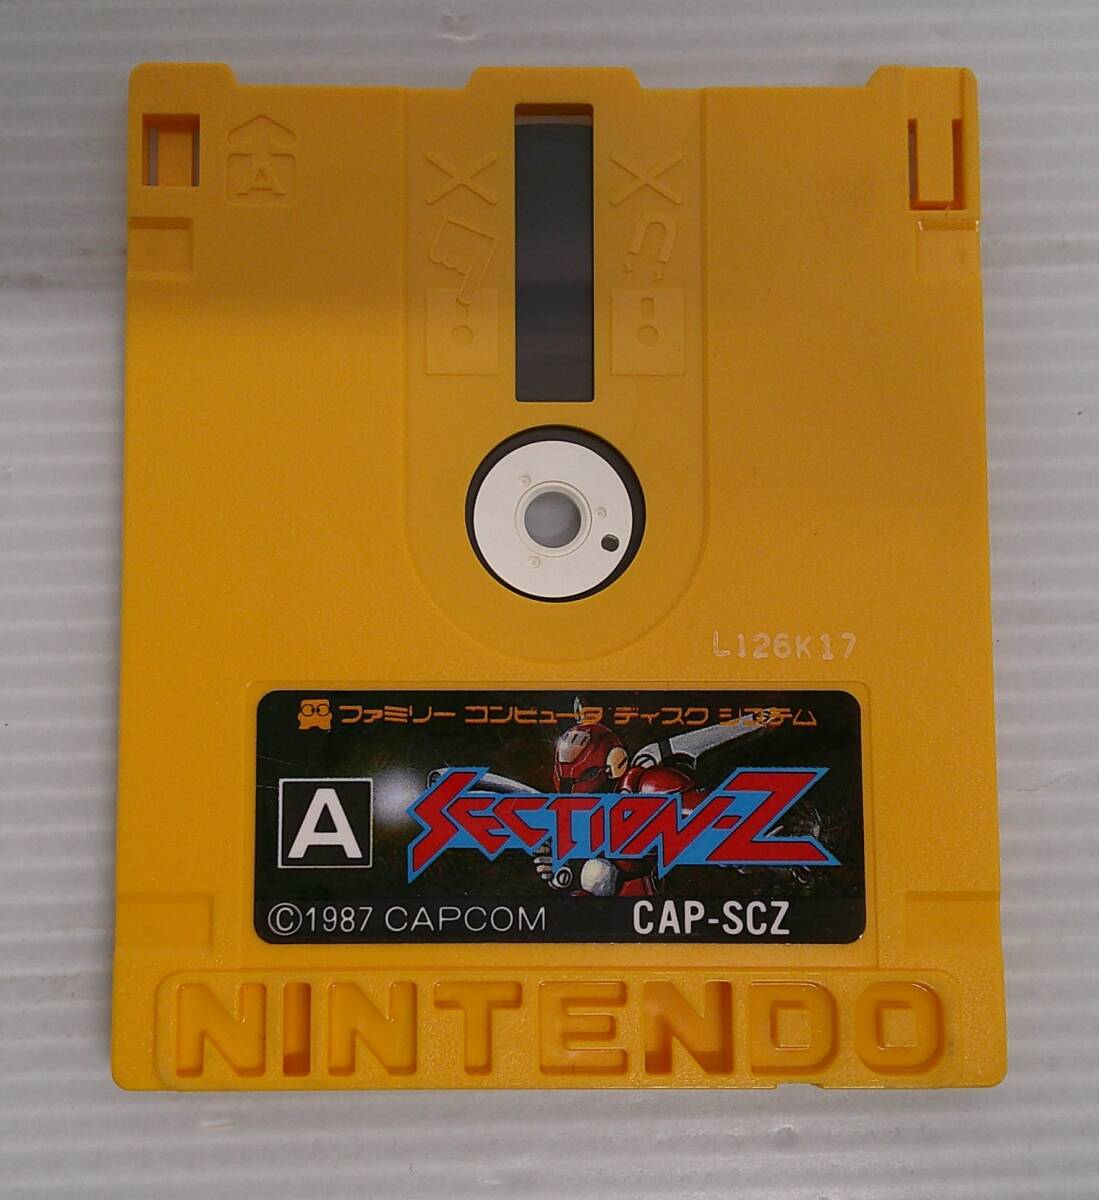 A
L126K17
ファミリー コンピュータ ディスク システム
A
SECTION-Z
©1987 CAPCOM
CAP-SCZ
NINTENDO